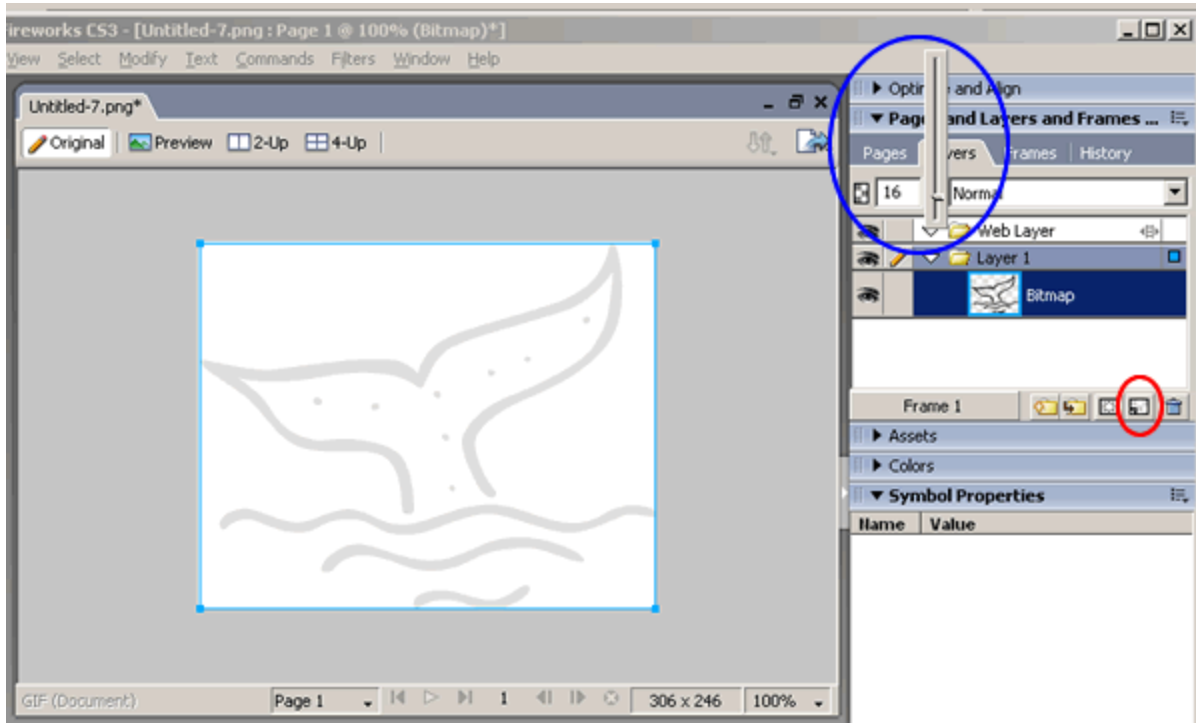 ireworks CS3 - [Untitled-7.png : Page 1 @ 100% (Bitmap)*]
View Select Modify Text Commands Filters Window Help
Untitled-7.png*
Original Preview 2-Up 4-Up
and Align
and Layers and Frames ...
Pages Frames History
16 Normal
Web Layer
Layer 1
Bitmap
Frame 1
Assets
Colors
Symbol Properties
Name Value
GIF (Document) Page 1 1 306 x 246 100%